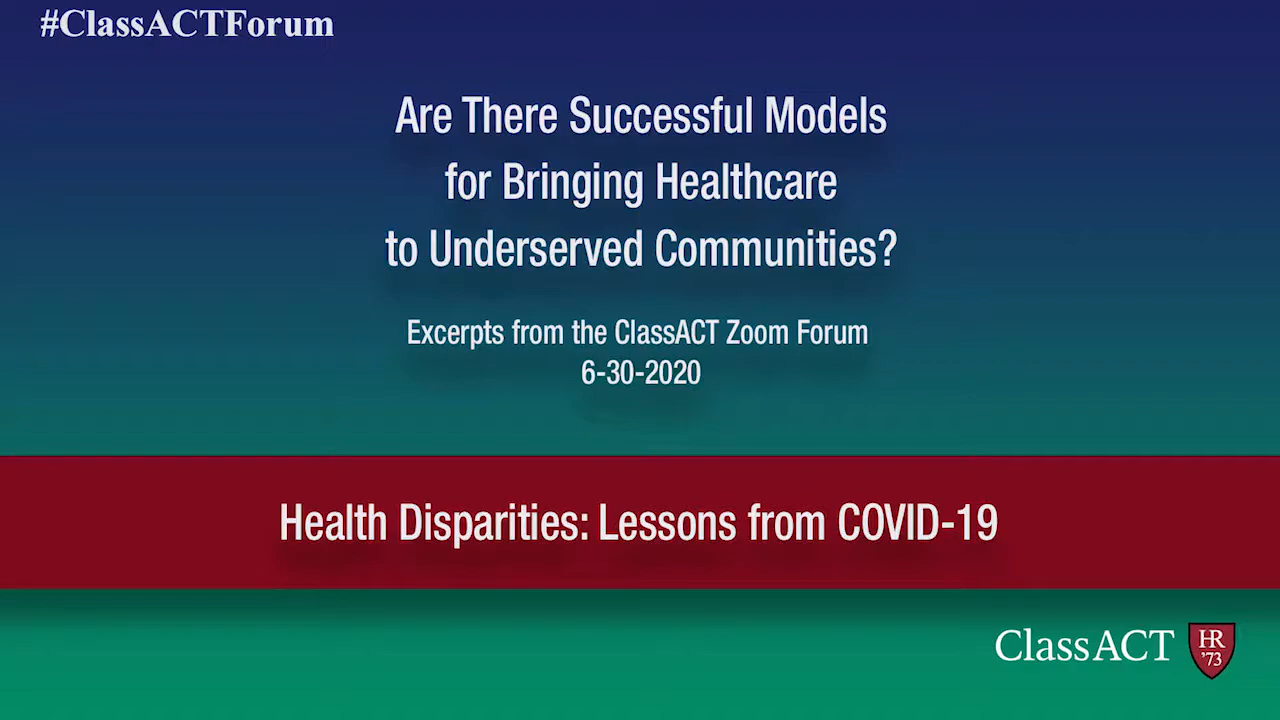 #ClassACTForum
Are There Successful Models
for Bringing Healthcare
to Underserved Communities?
Excerpts from the ClassACT Zoom Forum
6-30-2020
Health Disparities: Lessons from COVID-19
ClassACT
HR
'73